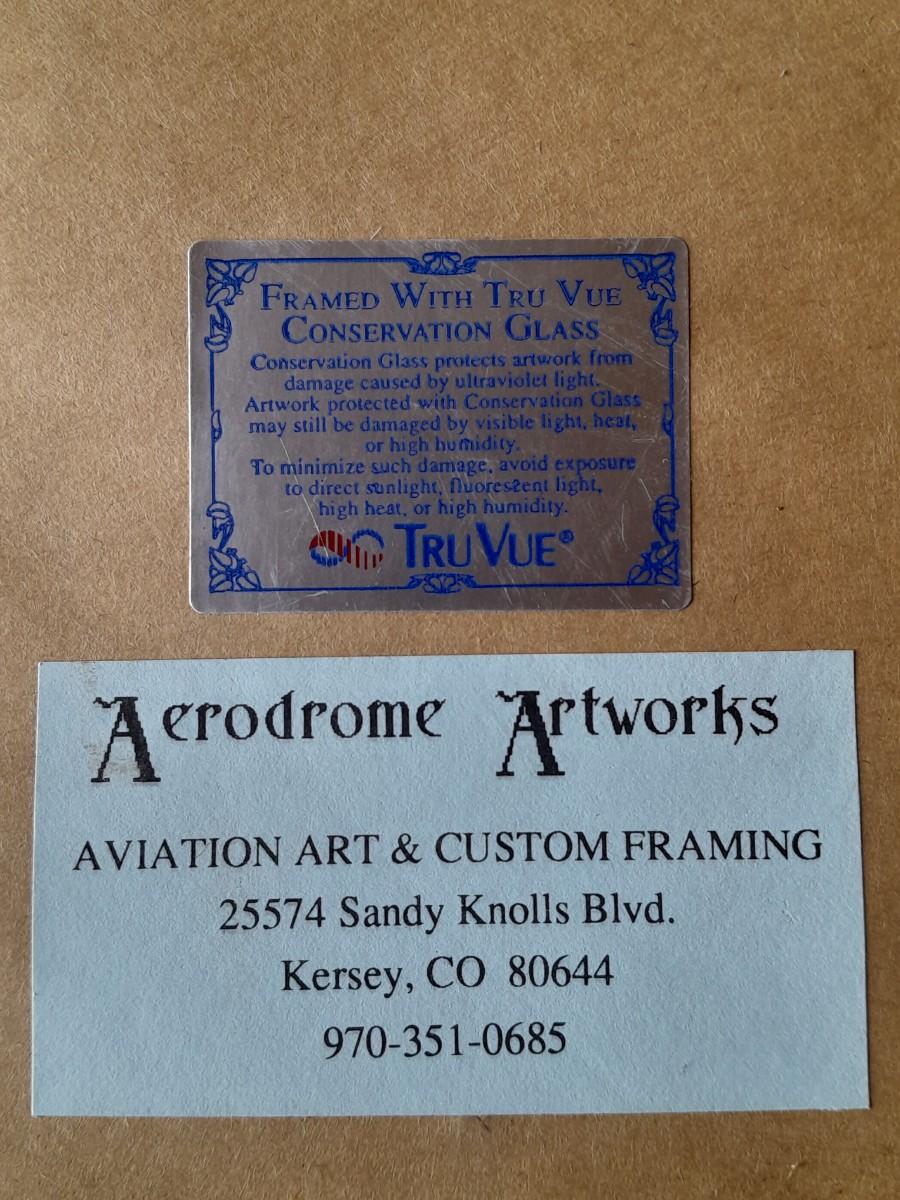 FRAMED WITH TRU VUE
CONSERVATION GLASS
Conservation Glass protects artwork from
damage caused by ultraviolet light.
Artwork protected with Conservation Glass
may still be damaged by visible light, heat,
or high humidity.
To minimize such damage, avoid exposure
to direct sunlight, fluorescent light,
high heat, or high humidity.
TRU VUE®
Aerodrome Artworks
AVIATION ART & CUSTOM FRAMING
25574 Sandy Knolls Blvd.
Kersey, CO 80644
970-351-0685